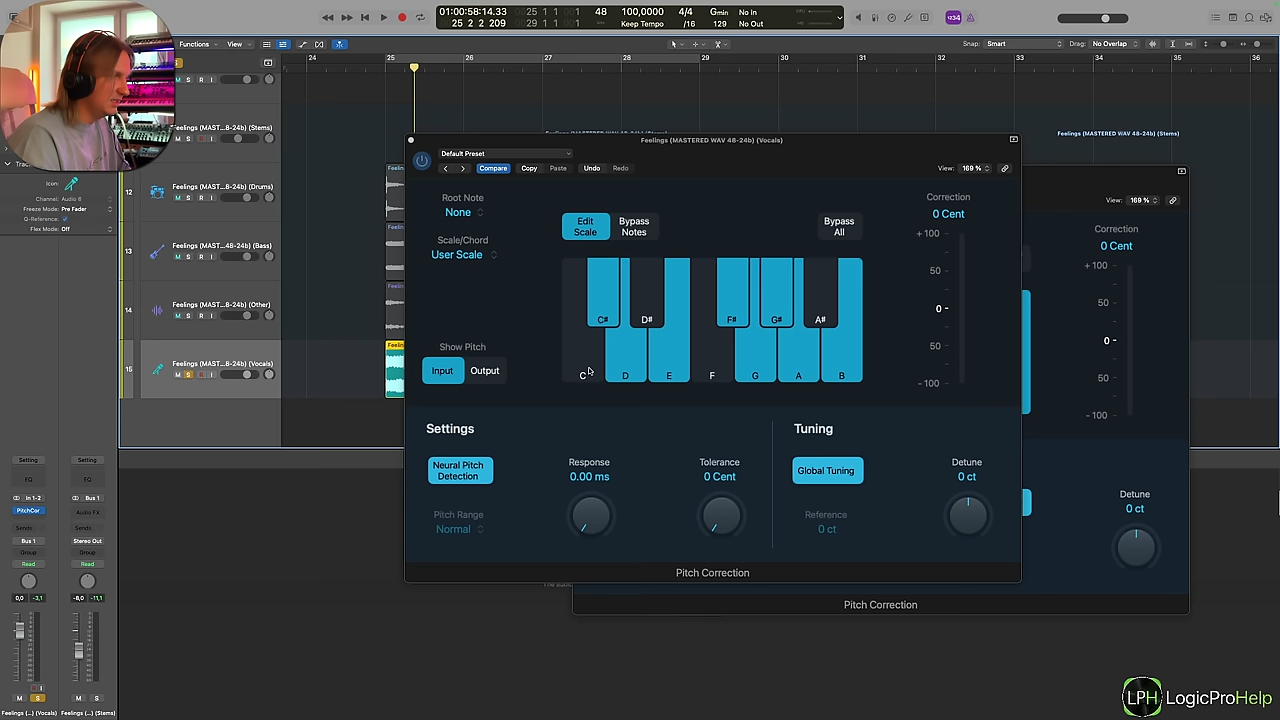 00:00:58:14.33
25 2 2 209
25 1 1 1
48
100,0000
Keep Tempo
4/4
/16
Gmin
129
No In
No Out
1234
Functions
View
Snap: Smart
Drag: No Overlap
24
25
26
27
28
29
30
31
32
33
34
35
36
M S R I
Feelings (MAST...8-24b) (Stems)
M S R I
Feelings (MASTERED WAV 48-24b) (Stems)
Icon:
Channel: Audio 6
Freeze Mode: Pre Fader
Q-Reference:
Flex Mode: Off
12
Feelings (MAST...8-24b) (Drums)
M S R I
13
Feelings (MAST....48-24b) (Bass)
M S R I
14
Feelings (MAST...8-24b) (Other)
M S R I
15
Feelings (MAST...8-24b) (Vocals)
M S R I
Feelings (MASTERED WAV 48-24b) (Vocals)
Default Preset
Compare
Copy
Paste
Undo
Redo
View: 169 %
Root Note
None
Scale/Chord
User Scale
Edit Scale
Bypass Notes
Bypass All
Correction
0 Cent
+ 100
50
0 -
50
- 100
C# D# F# G# A#
C D E F G A B
Show Pitch
Input
Output
Settings
Neural Pitch Detection
Pitch Range
Normal
Response
0.00 ms
Tolerance
0 Cent
Tuning
Global Tuning
Reference
0 ct
Detune
0 ct
Pitch Correction
View: 169 %
Correction
0 Cent
+ 100
50
0 -
50
- 100
Detune
0 ct
Pitch Correction
Setting
Setting
EQ
EQ
In 1-2
Bus 1
PitchCor
Audio FX
Sends
Sends
Bus 1
Stereo Out
Group
Group
Read
Read
0,0 -3,1
-8,0 -11,1
R I
M S
M S
Feelings (...) (Vocals)
Feelings (...) (Stems)
LPH LogicProHelp